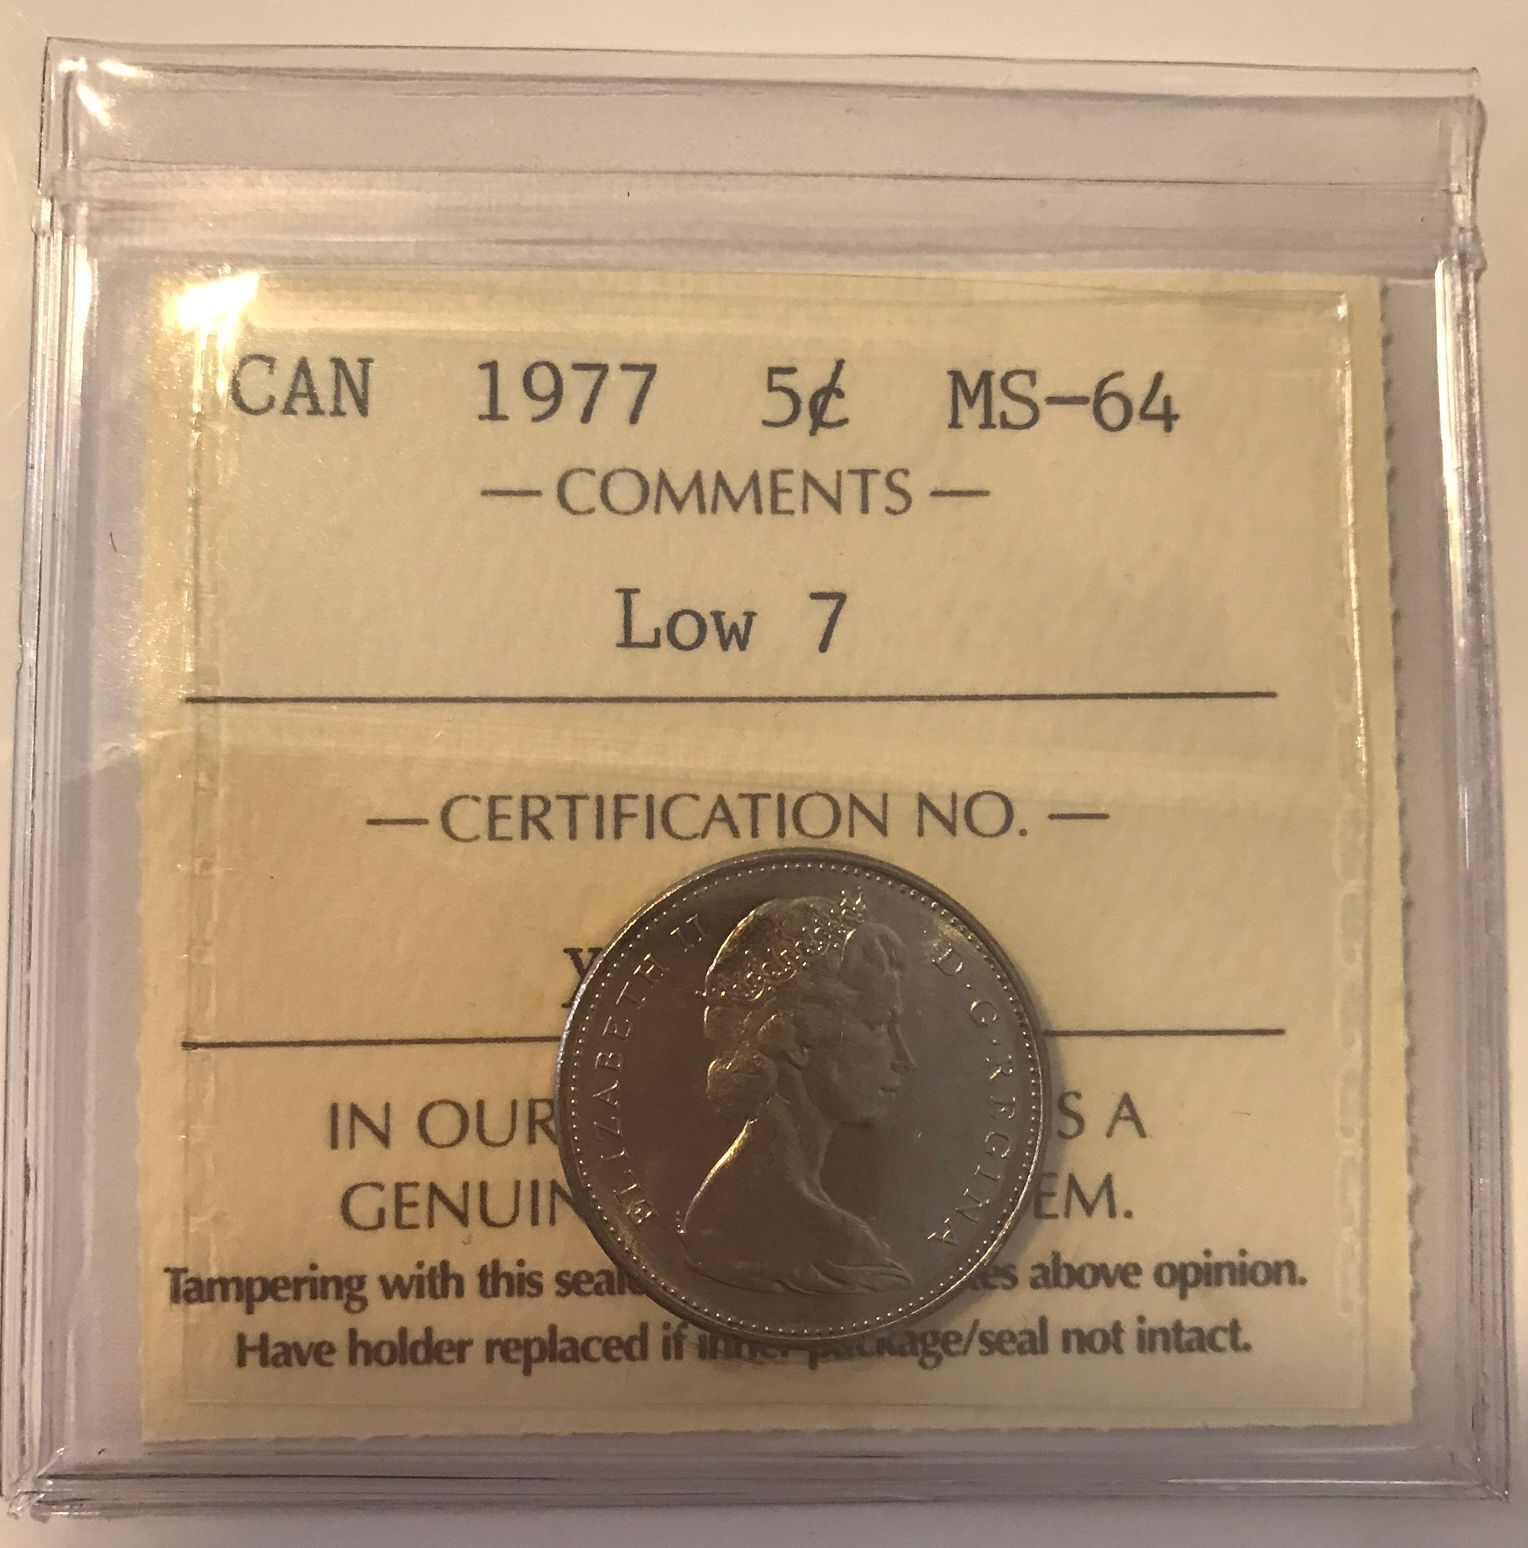 CAN 1977 5¢ MS-64
— COMMENTS —
Low 7
— CERTIFICATION NO. —
IN OUR S A
GENUIN EM.
Tampering with this seal es above opinion.
Have holder replaced if inner package/seal not intact.
ELIZABETH II D·G·REGINA